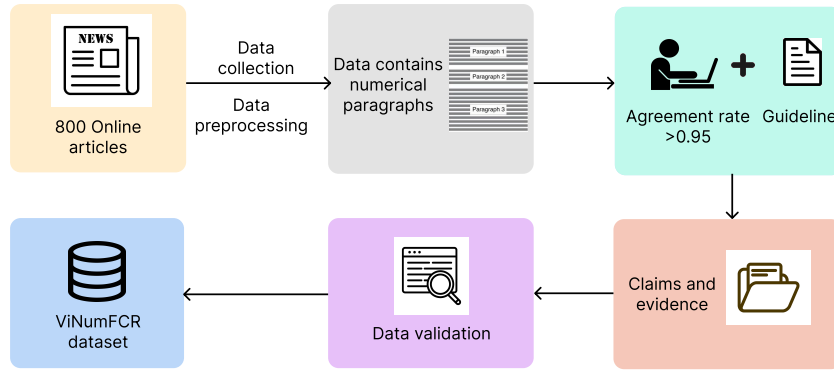 NEWS
800 Online
articles
Data
collection
Data
preprocessing
Data contains
numerical
paragraphs
Paragraph 1
Paragraph 2
Paragraph 3
Agreement rate
>0.95
Guideline
Claims and
evidence
Data validation
ViNumFCR
dataset